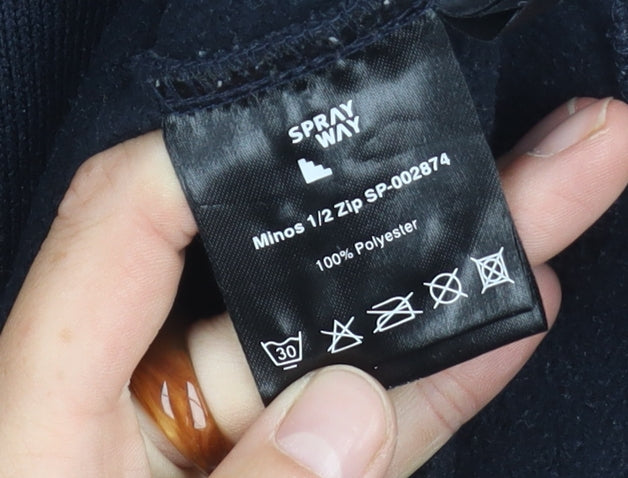 SPRAY
WAY
Minos 1/2 Zip SP-002874
100% Polyester
30